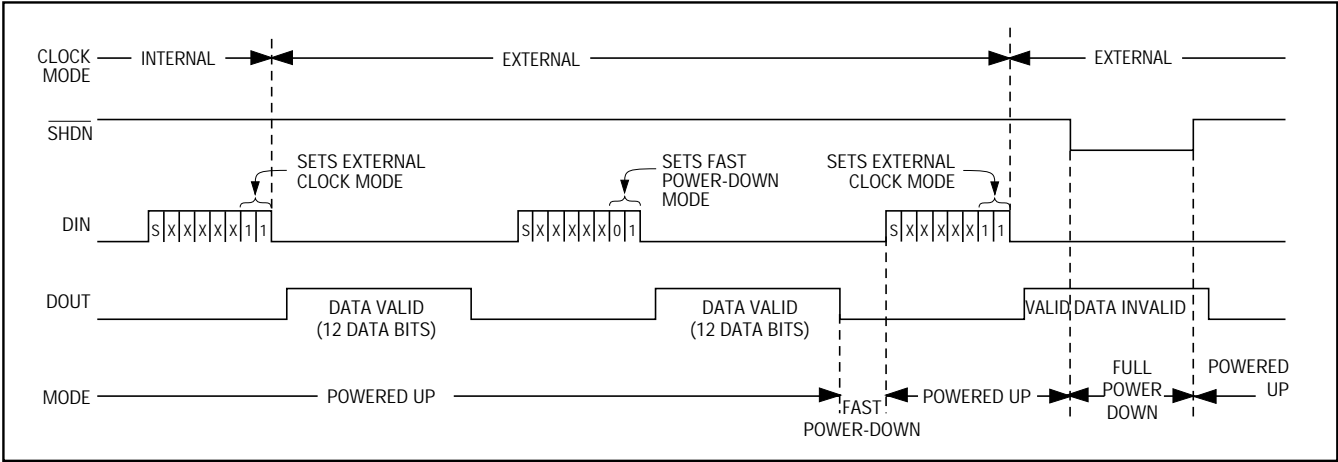 CLOCK MODE
INTERNAL
EXTERNAL
EXTERNAL
SHDN
SETS EXTERNAL
CLOCK MODE
SETS FAST
POWER-DOWN
MODE
SETS EXTERNAL
CLOCK MODE
DIN
S X X X X X 1 1
S X X X X X 0 1
S X X X X X 1 1
DOUT
DATA VALID
(12 DATA BITS)
DATA VALID
(12 DATA BITS)
VALID
DATA INVALID
MODE
POWERED UP
FAST
POWER-DOWN
POWERED UP
FULL
POWER
DOWN
POWERED
UP